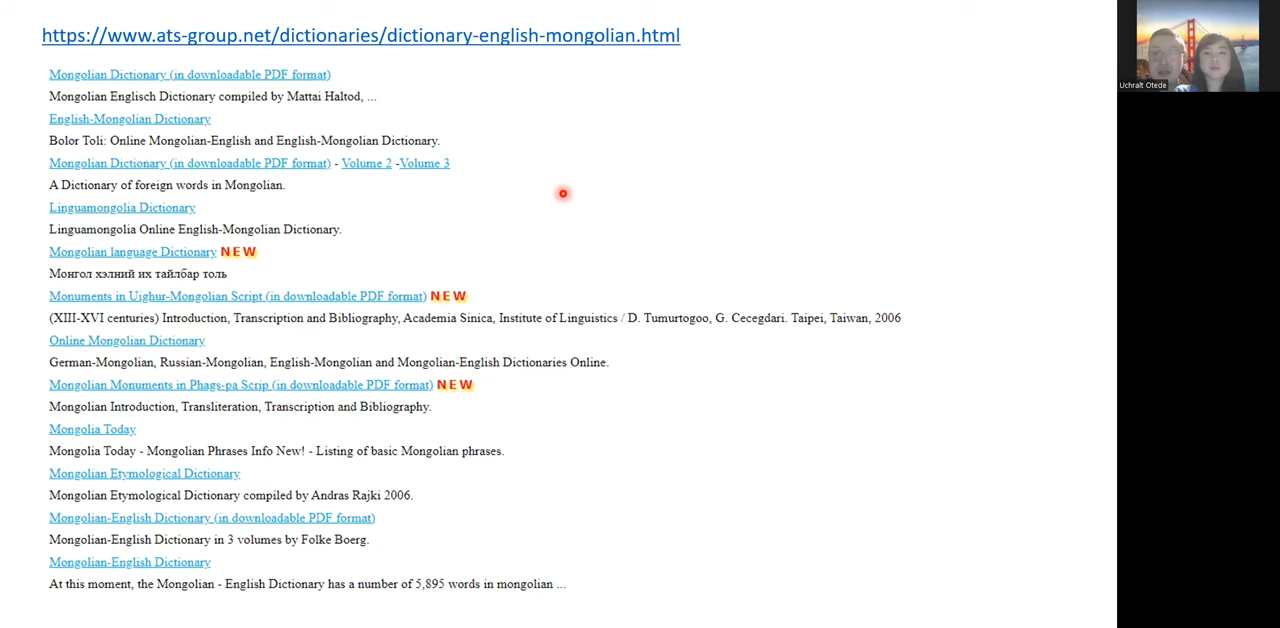 https://www.ats-group.net/dictionaries/dictionary-english-mongolian.html
Mongolian Dictionary (in downloadable PDF format)
Mongolian Englisch Dictionary compiled by Mattai Haltod, ...
English-Mongolian Dictionary
Bolor Toli: Online Mongolian-English and English-Mongolian Dictionary.
Mongolian Dictionary (in downloadable PDF format) - Volume 2 -Volume 3
A Dictionary of foreign words in Mongolian.
Linguamongolia Dictionary
Linguamongolia Online English-Mongolian Dictionary.
Mongolian language Dictionary NEW
Монгол хэлний их тайлбар толь
Monuments in Uighur-Mongolian Script (in downloadable PDF format) NEW
(XIII-XVI centuries) Introduction, Transcription and Bibliography, Academia Sinica, Institute of Linguistics / D. Tumurtogoo, G. Cecegdari. Taipei, Taiwan, 2006
Online Mongolian Dictionary
German-Mongolian, Russian-Mongolian, English-Mongolian and Mongolian-English Dictionaries Online.
Mongolian Monuments in Phags-pa Scrip (in downloadable PDF format) NEW
Mongolian Introduction, Transliteration, Transcription and Bibliography.
Mongolia Today
Mongolia Today - Mongolian Phrases Info New! - Listing of basic Mongolian phrases.
Mongolian Etymological Dictionary
Mongolian Etymological Dictionary compiled by Andras Rajki 2006.
Mongolian-English Dictionary (in downloadable PDF format)
Mongolian-English Dictionary in 3 volumes by Folke Boerg.
Mongolian-English Dictionary
At this moment, the Mongolian - English Dictionary has a number of 5,895 words in mongolian ...
Uchralt Otede